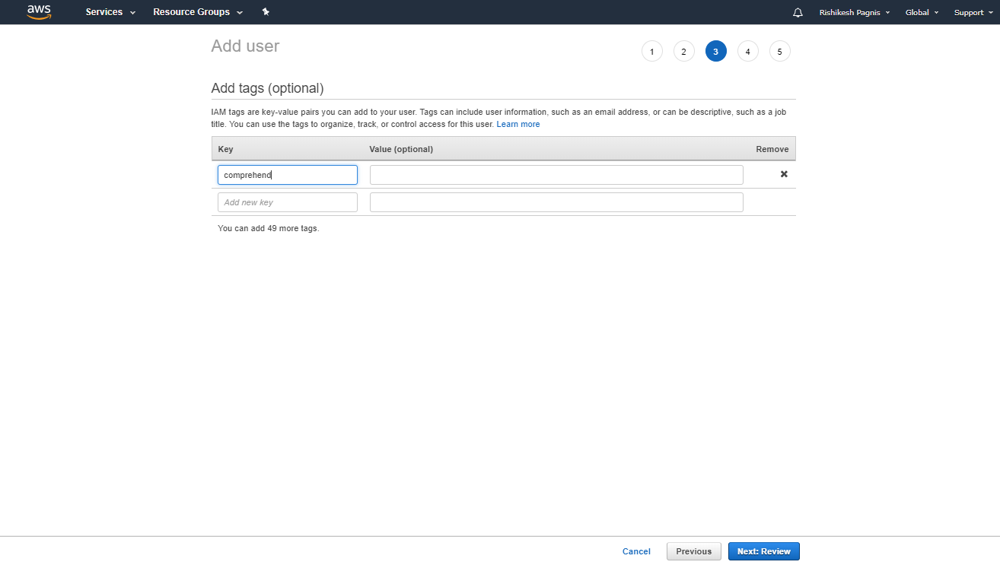 aws Services Resource Groups Rishikesh Pagnis Global Support
Add user
1 2 3 4 5
Add tags (optional)
IAM tags are key-value pairs you can add to your user. Tags can include user information, such as an email address, or can be descriptive, such as a job
title. You can use the tags to organize, track, or control access for this user. Learn more
Key Value (optional) Remove
comprehend
Add new key
You can add 49 more tags.
Cancel Previous Next: Review